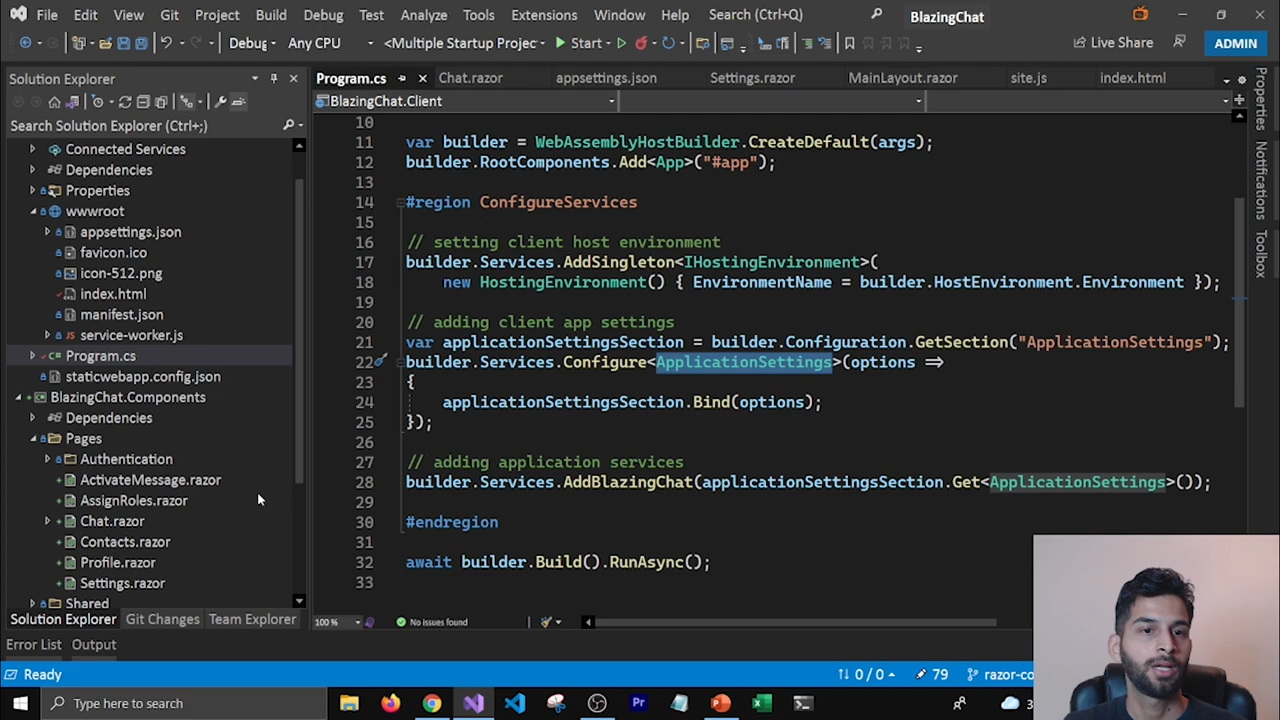 File Edit View Git Project Build Debug Test Analyze Tools Extensions Window Help Search (Ctrl+Q) BlazingChat
Debug Any CPU <Multiple Startup Projec Start Live Share ADMIN
Solution Explorer
Search Solution Explorer (Ctrl+;)
Connected Services
Dependencies
Properties
wwwroot
appsettings.json
favicon.ico
icon-512.png
index.html
manifest.json
service-worker.js
Program.cs
staticwebapp.config.json
BlazingChat.Components
Dependencies
Pages
Authentication
ActivateMessage.razor
AssignRoles.razor
Chat.razor
Contacts.razor
Profile.razor
Settings.razor
Shared
Solution Explorer Git Changes Team Explorer
Program.cs Chat.razor appsettings.json Settings.razor MainLayout.razor site.js index.html
BlazingChat.Client
10
11 var builder = WebAssemblyHostBuilder.CreateDefault(args);
12 builder.RootComponents.Add<App>("#app");
13
14 #region ConfigureServices
15
16 // setting client host environment
17 builder.Services.AddSingleton<IHostingEnvironment>(
18 new HostingEnvironment() { EnvironmentName = builder.HostEnvironment.Environment });
19
20 // adding client app settings
21 var applicationSettingsSection = builder.Configuration.GetSection("ApplicationSettings");
22 builder.Services.Configure<ApplicationSettings>(options =>
23 {
24 applicationSettingsSection.Bind(options);
25 });
26
27 // adding application services
28 builder.Services.AddBlazingChat(applicationSettingsSection.Get<ApplicationSettings>());
29
30 #endregion
31
32 await builder.Build().RunAsync();
33
100 % No issues found
Properties
Notifications
Toolbox
Error List Output
Ready 0 / 0 79 razor-co
Type here to search